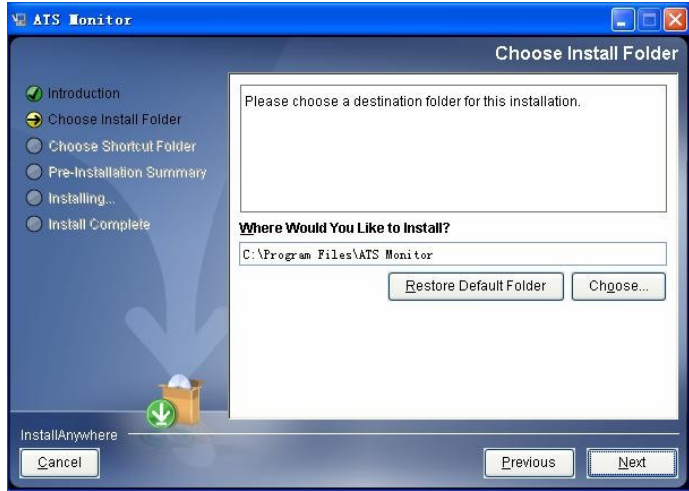 ATS Monitor
Choose Install Folder
Introduction
Choose Install Folder
Choose Shortcut Folder
Pre-Installation Summary
Installing...
Install Complete
Please choose a destination folder for this installation.
Where Would You Like to Install?
C:\Program Files\ATS Monitor
Restore Default Folder
Choose...
InstallAnywhere
Cancel
Previous
Next